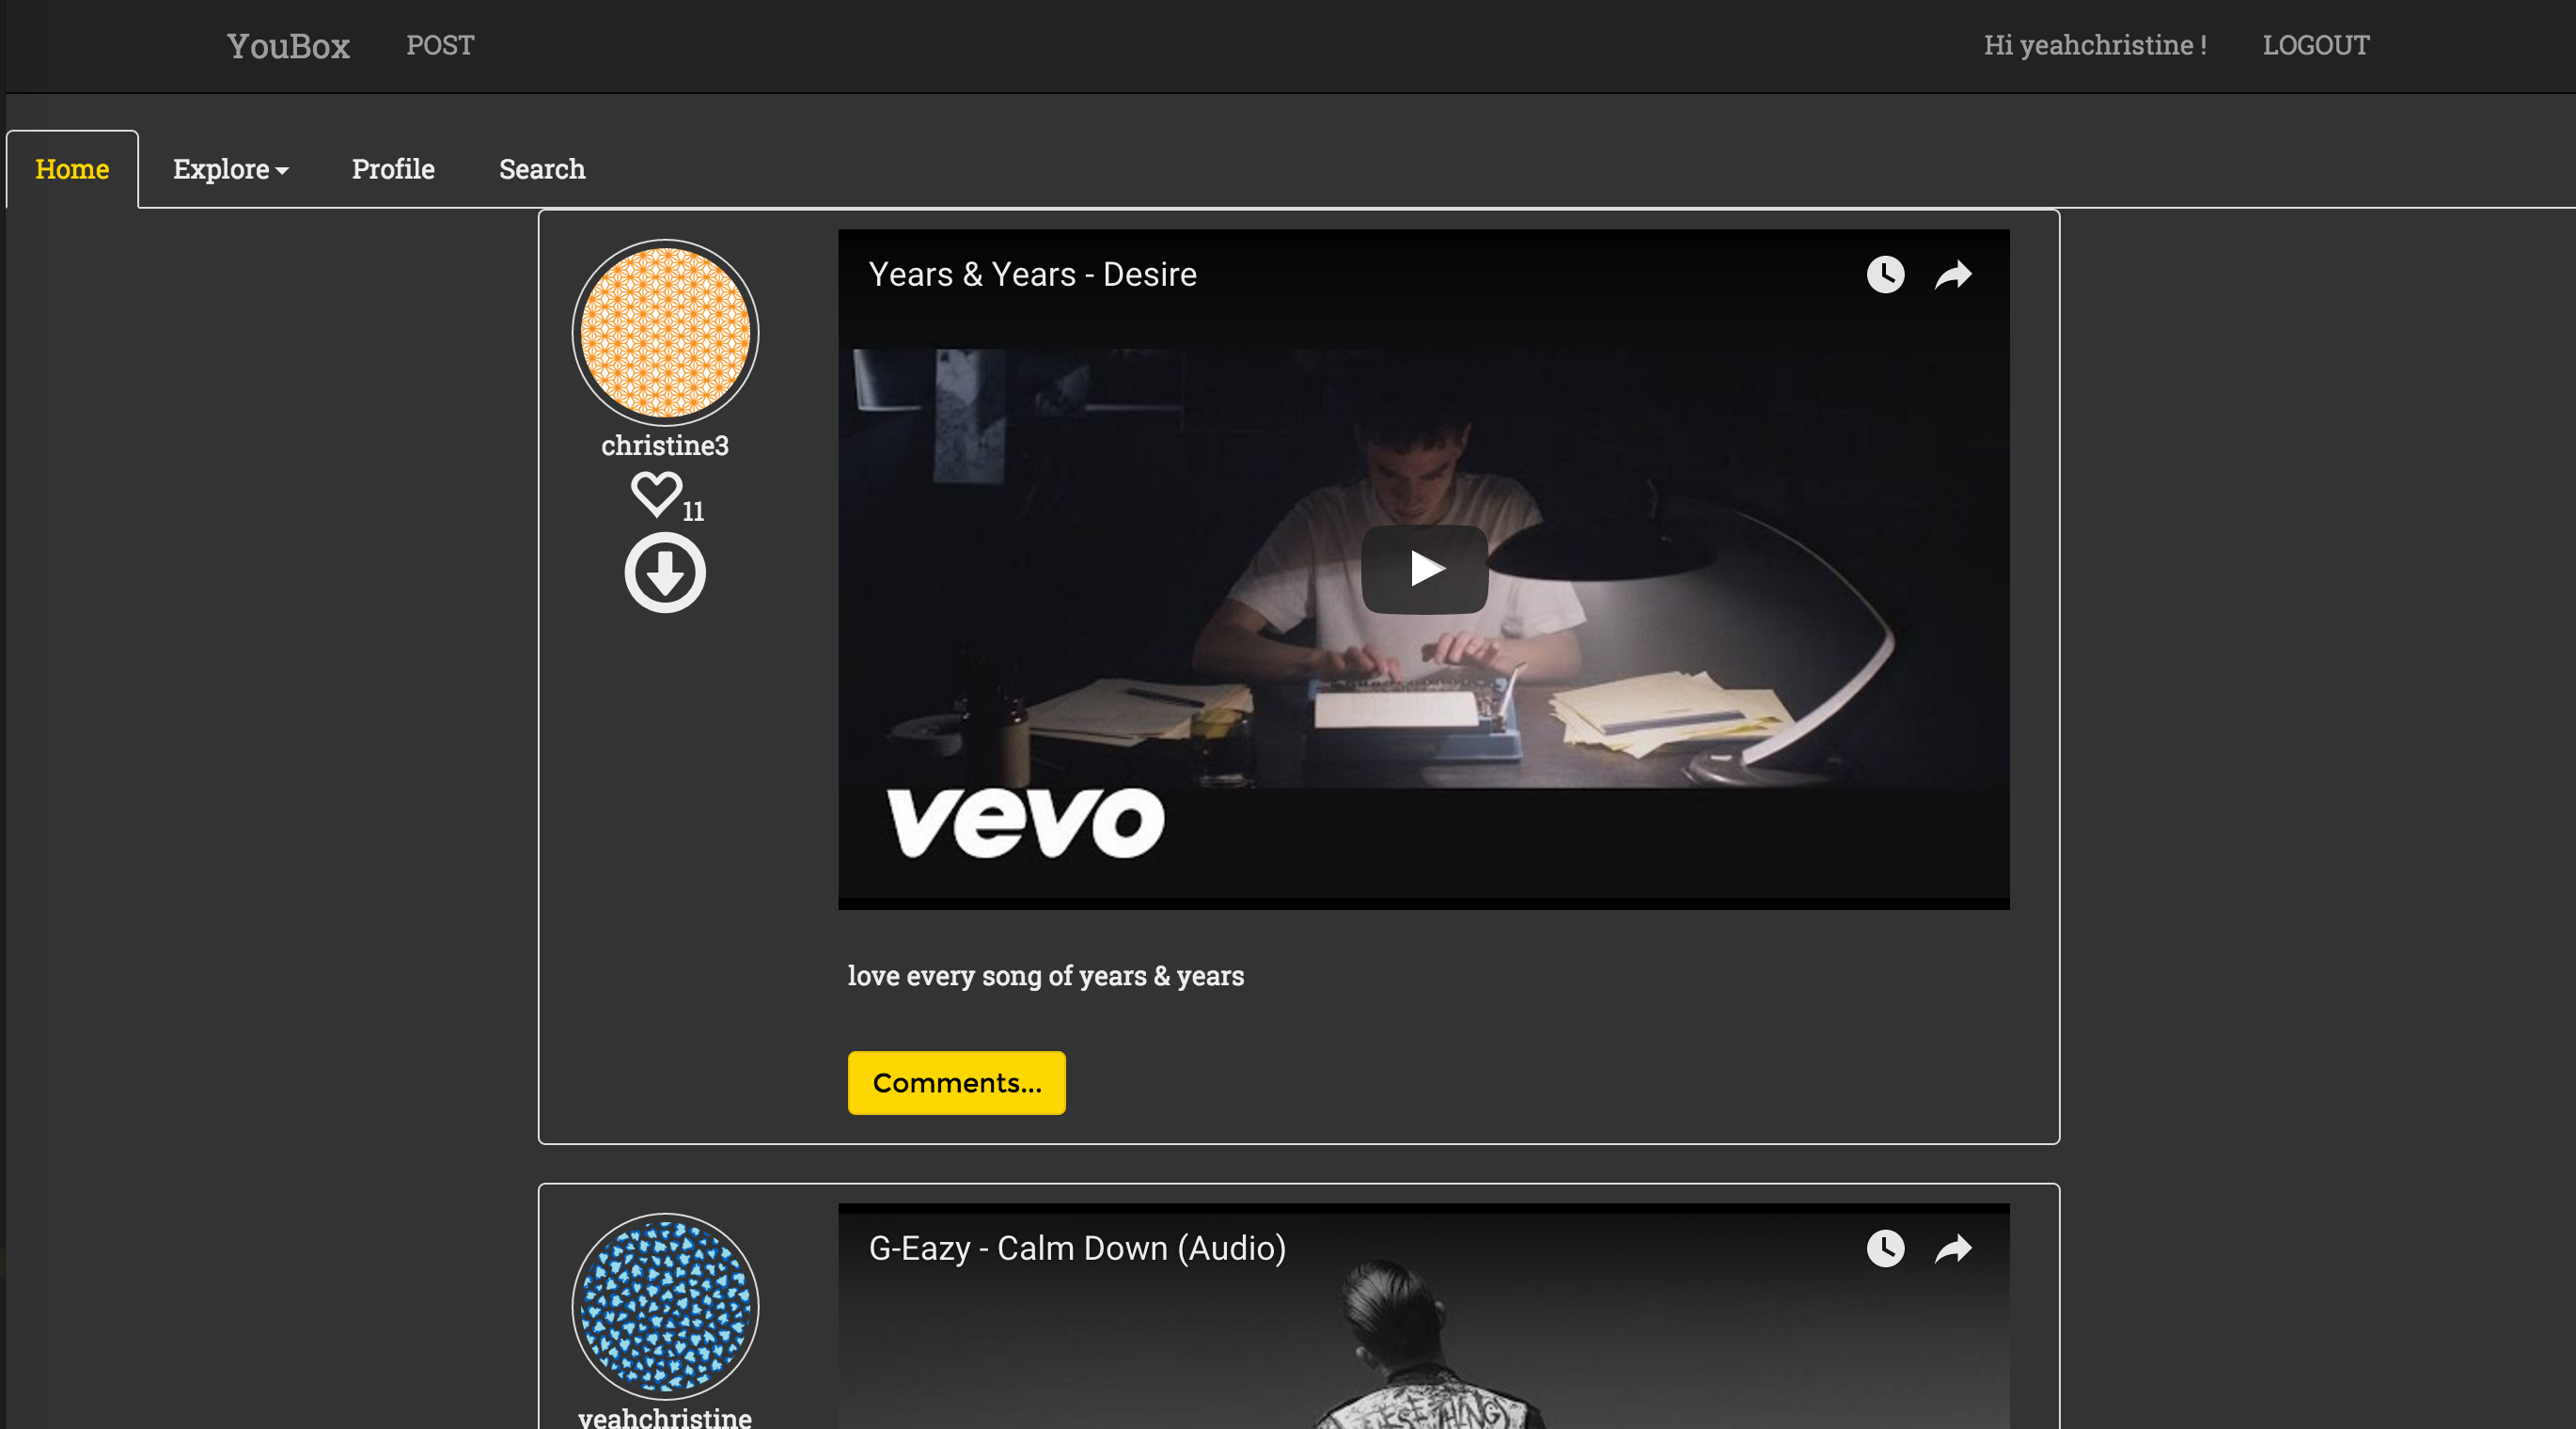 YouBox POST Hi yeahchristine ! LOGOUT
Home Explore Profile Search
Years & Years - Desire
christine3
11
vevo
love every song of years & years
Comments...
G-Eazy - Calm Down (Audio)
yeahchristine